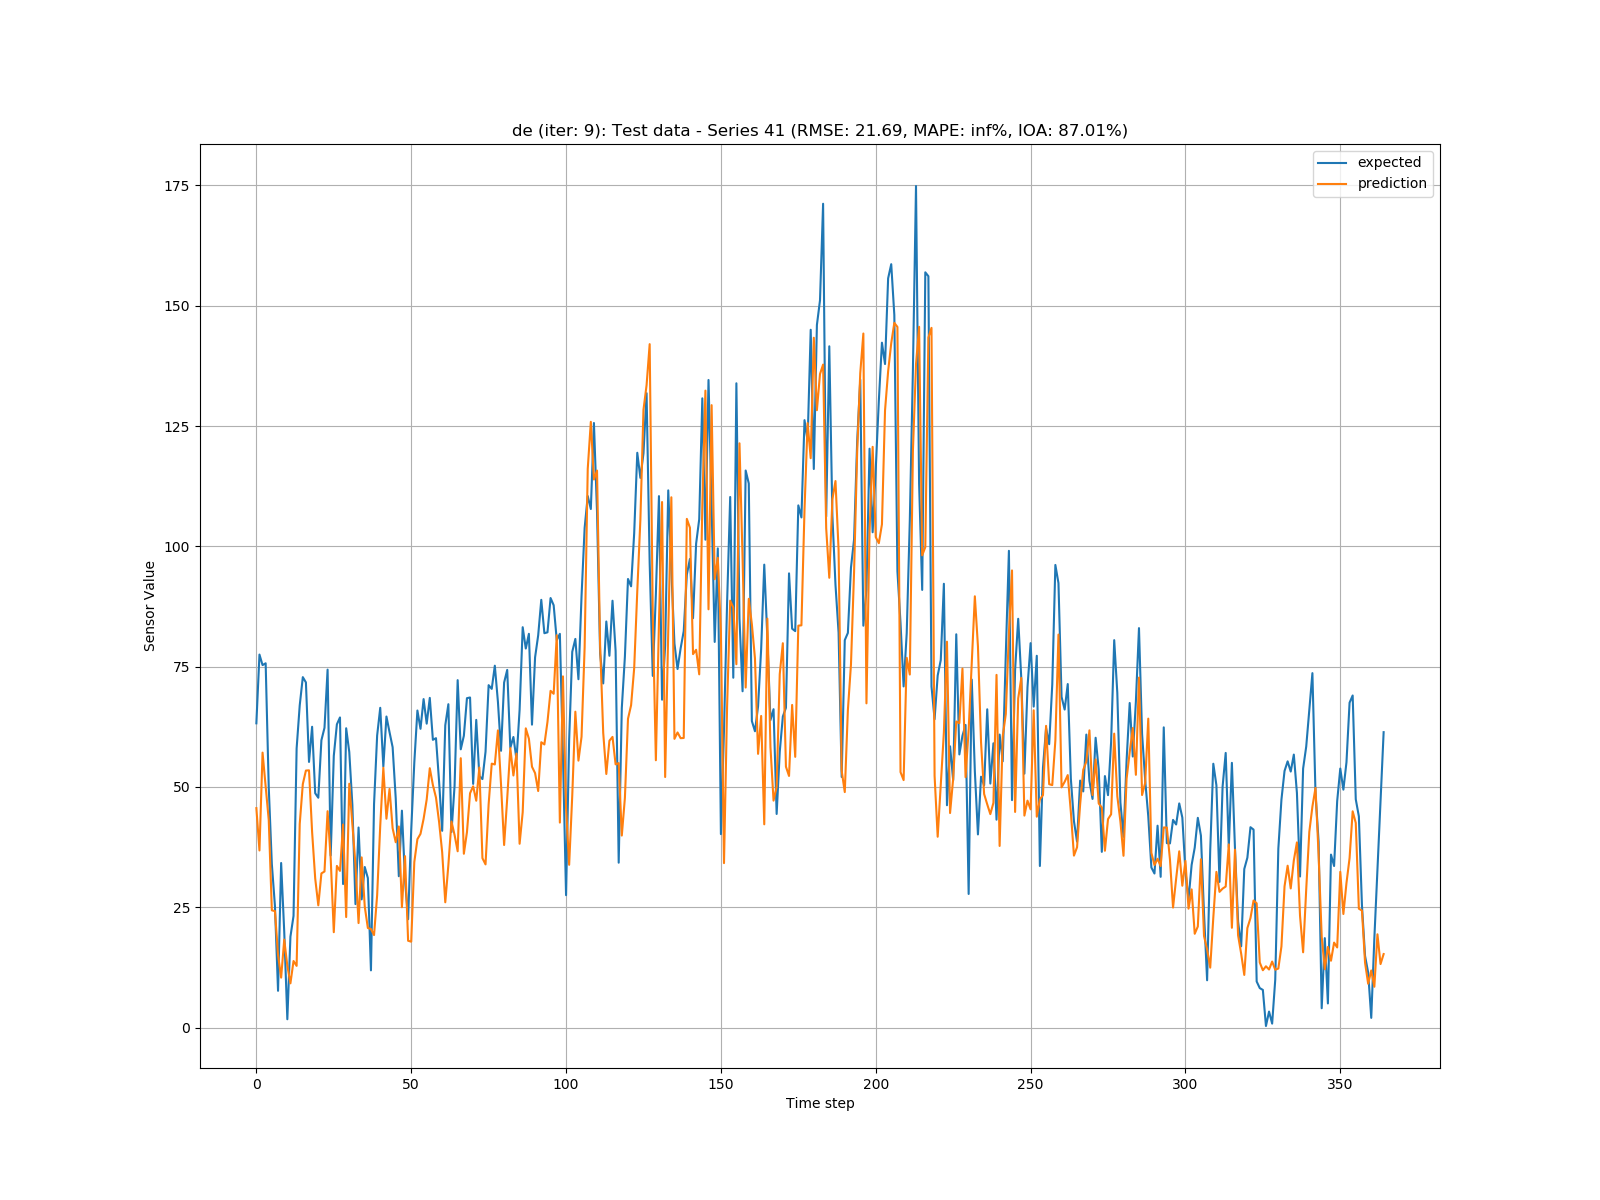 de (iter: 9): Test data - Series 41 (RMSE: 21.69, MAPE: inf%, IOA: 87.01%)
expected
prediction
175
150
125
100
75
50
25
0
Sensor Value
0 50 100 150 200 250 300 350
Time step